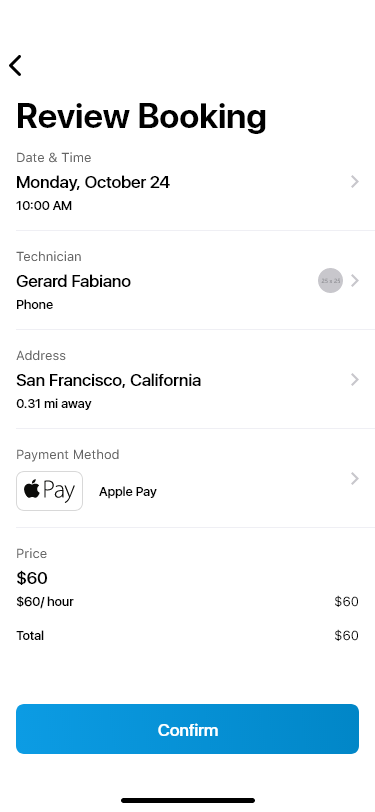 Review Booking
Date & Time
Monday, October 24
10:00 AM
Technician
Gerard Fabiano
25 x 25
Phone
Address
San Francisco, California
0.31 mi away
Payment Method
Pay
Apple Pay
Price
$60
$60/ hour $60
Total $60
Confirm